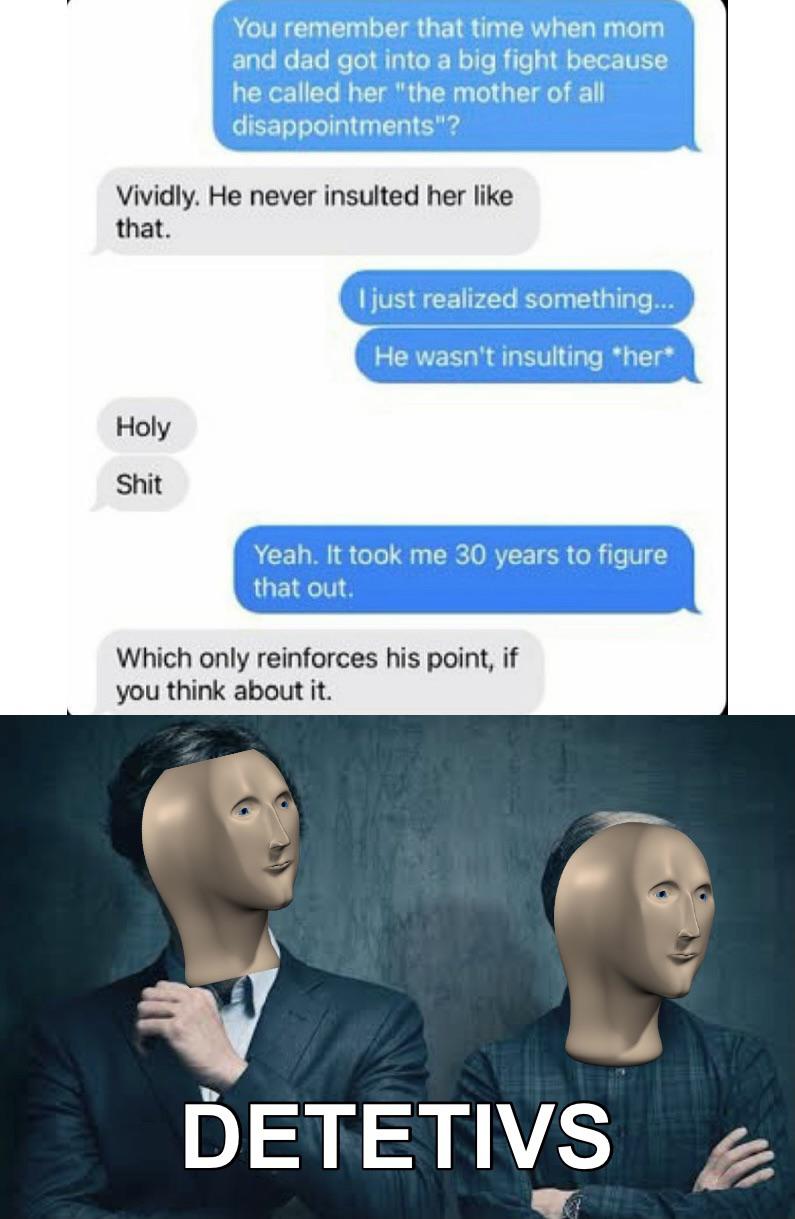 You remember that time when mom
and dad got into a big fight because
he called her "the mother of all
disappointments"?
Vividly. He never insulted her like
that.
I just realized something...
He wasn't insulting *her*
Holy
Shit
Yeah. It took me 30 years to figure
that out.
Which only reinforces his point, if
you think about it.
DETETIVS